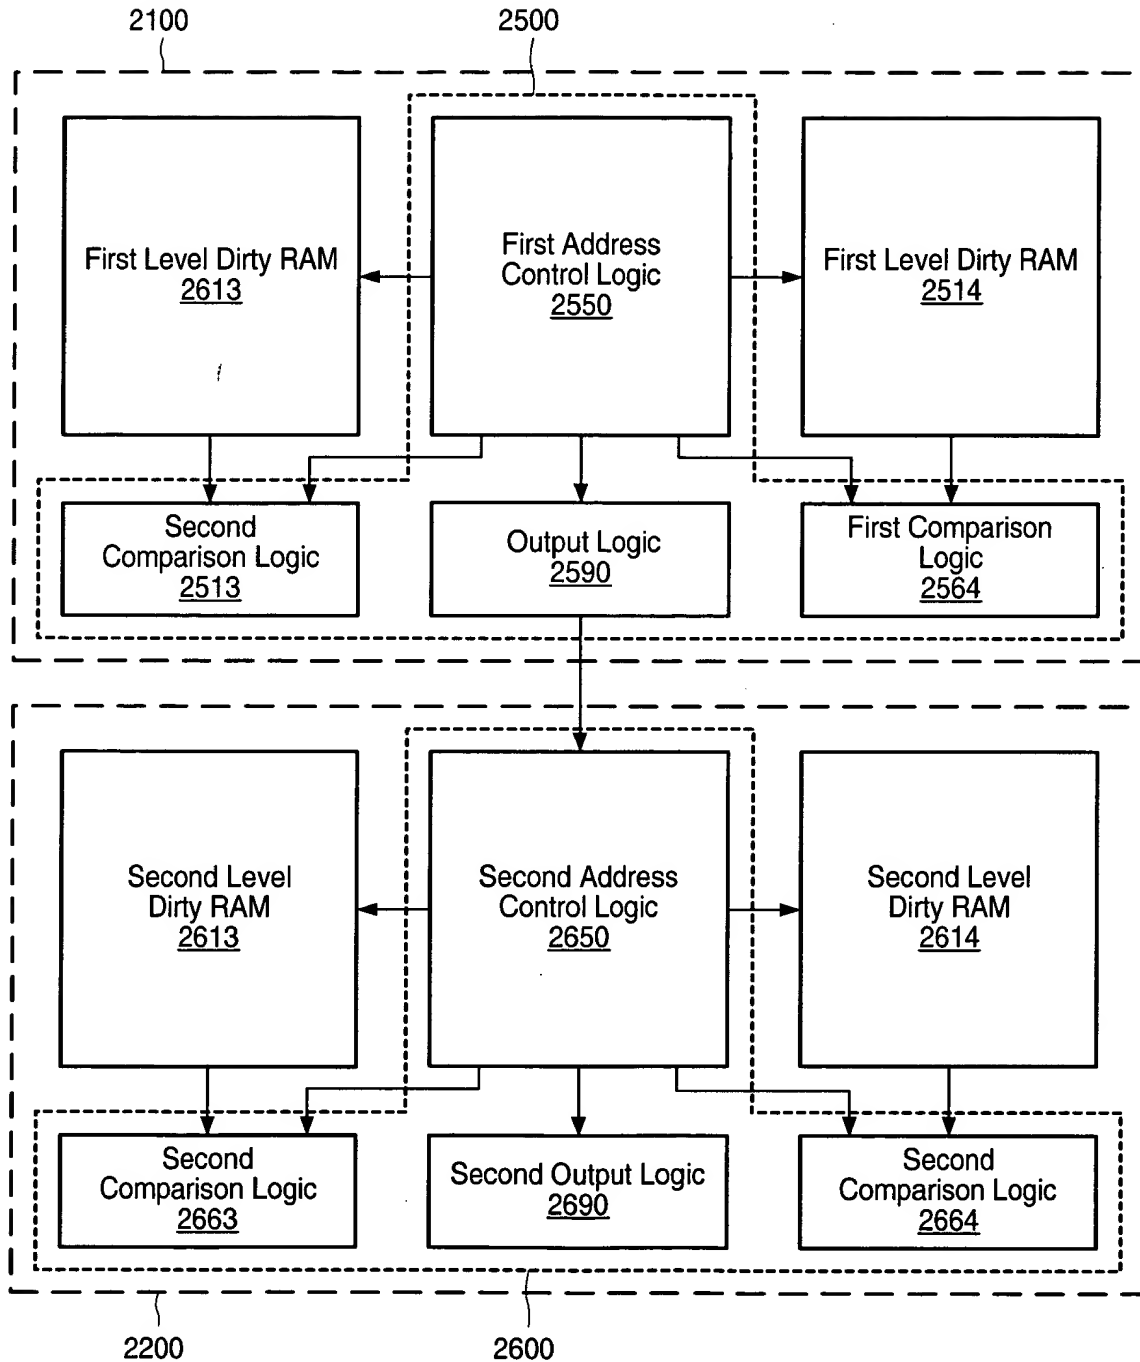 2100
2500
First Level Dirty RAM
2613
First Address
Control Logic
2550
First Level Dirty RAM
2514
Second
Comparison Logic
2513
Output Logic
2590
First Comparison
Logic
2564
Second Level
Dirty RAM
2613
Second Address
Control Logic
2650
Second Level
Dirty RAM
2614
Second
Comparison Logic
2663
Second Output Logic
2690
Second
Comparison Logic
2664
2200
2600